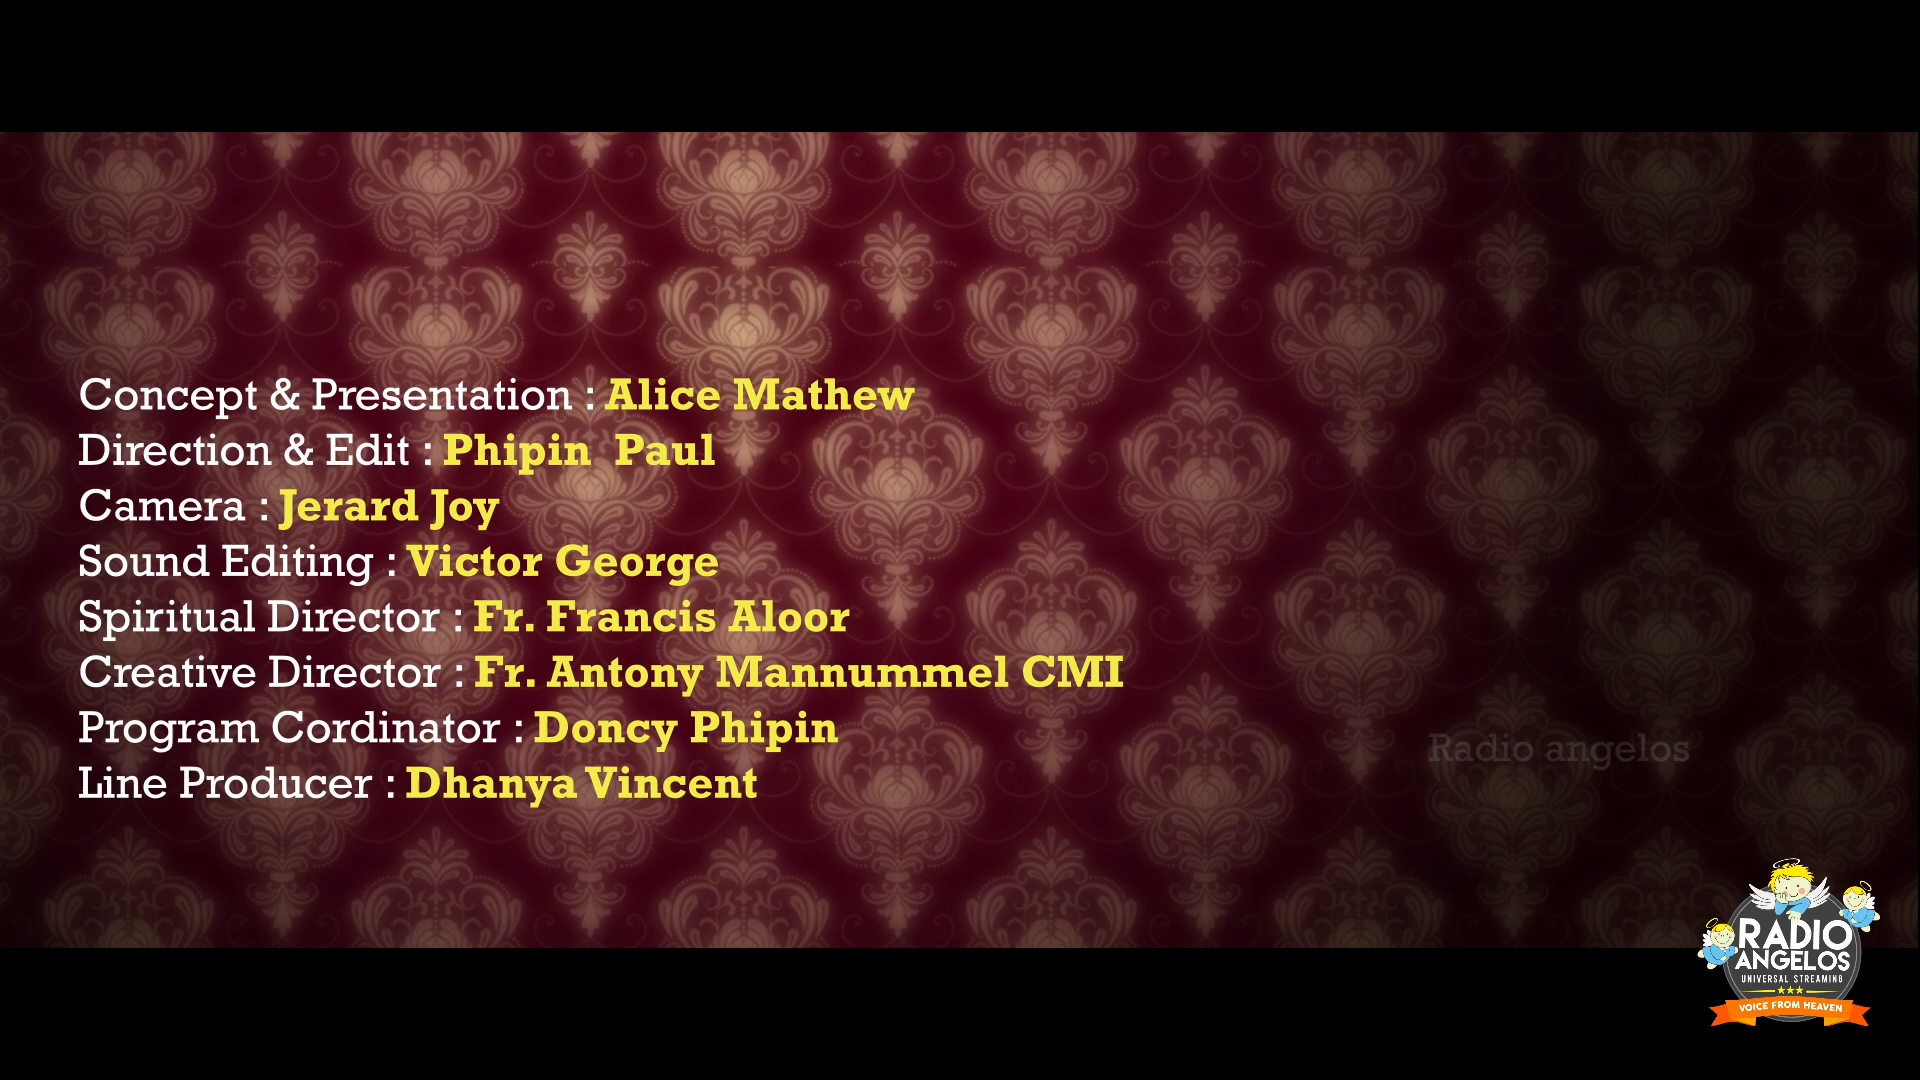 Concept & Presentation : Alice Mathew
Direction & Edit : Phipin  Paul
Camera : Jerard Joy
Sound Editing : Victor George
Spiritual Director : Fr. Francis Aloor
Creative Director : Fr. Antony Mannummel CMI
Program Cordinator : Doncy Phipin
Line Producer : Dhanya Vincent
Radio angelos
RADIO
ANGELOS
UNIVERSAL STREAMING
VOICE FROM HEAVEN